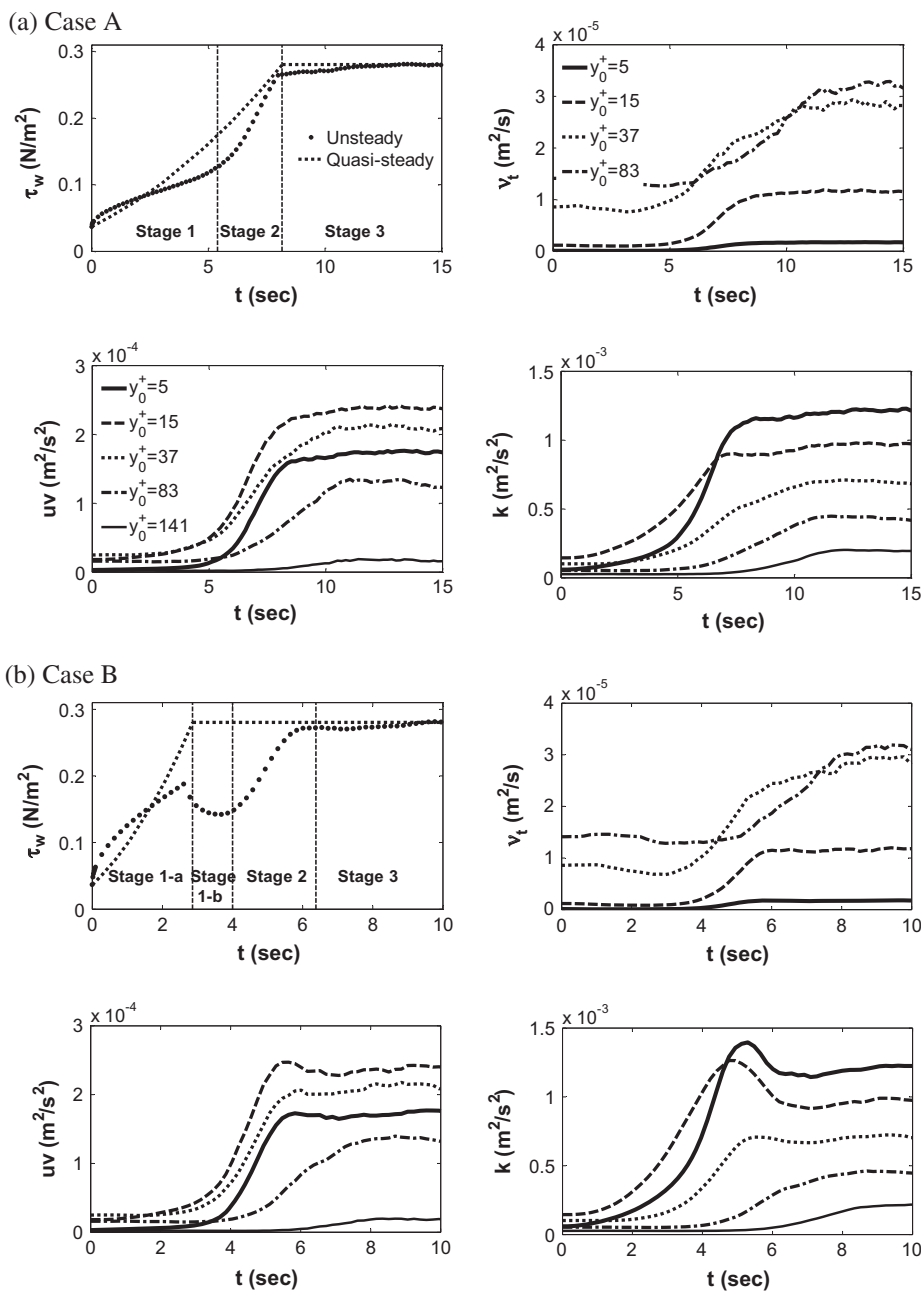 (a) Case A
0.3
0.2
0.1
0
τw (N/m²)
Unsteady
Quasi-steady
Stage 1
Stage 2
Stage 3
0 5 10 15
t (sec)
x 10⁻⁵
4
3
2
1
0
νt (m²/s)
y₀⁺=5
y₀⁺=15
y₀⁺=37
y₀⁺=83
0 5 10 15
t (sec)
x 10⁻⁴
3
2
1
0
uv (m²/s²)
y₀⁺=5
y₀⁺=15
y₀⁺=37
y₀⁺=83
y₀⁺=141
0 5 10 15
t (sec)
x 10⁻³
1.5
1
0.5
0
k (m²/s²)
0 5 10 15
t (sec)
(b) Case B
0.3
0.2
0.1
0
τw (N/m²)
Stage 1-a
Stage
1-b
Stage 2
Stage 3
0 2 4 6 8 10
t (sec)
x 10⁻⁵
4
3
2
1
0
νt (m²/s)
0 2 4 6 8 10
t (sec)
x 10⁻⁴
3
2
1
0
uv (m²/s²)
0 2 4 6 8 10
t (sec)
x 10⁻³
1.5
1
0.5
0
k (m²/s²)
0 2 4 6 8 10
t (sec)